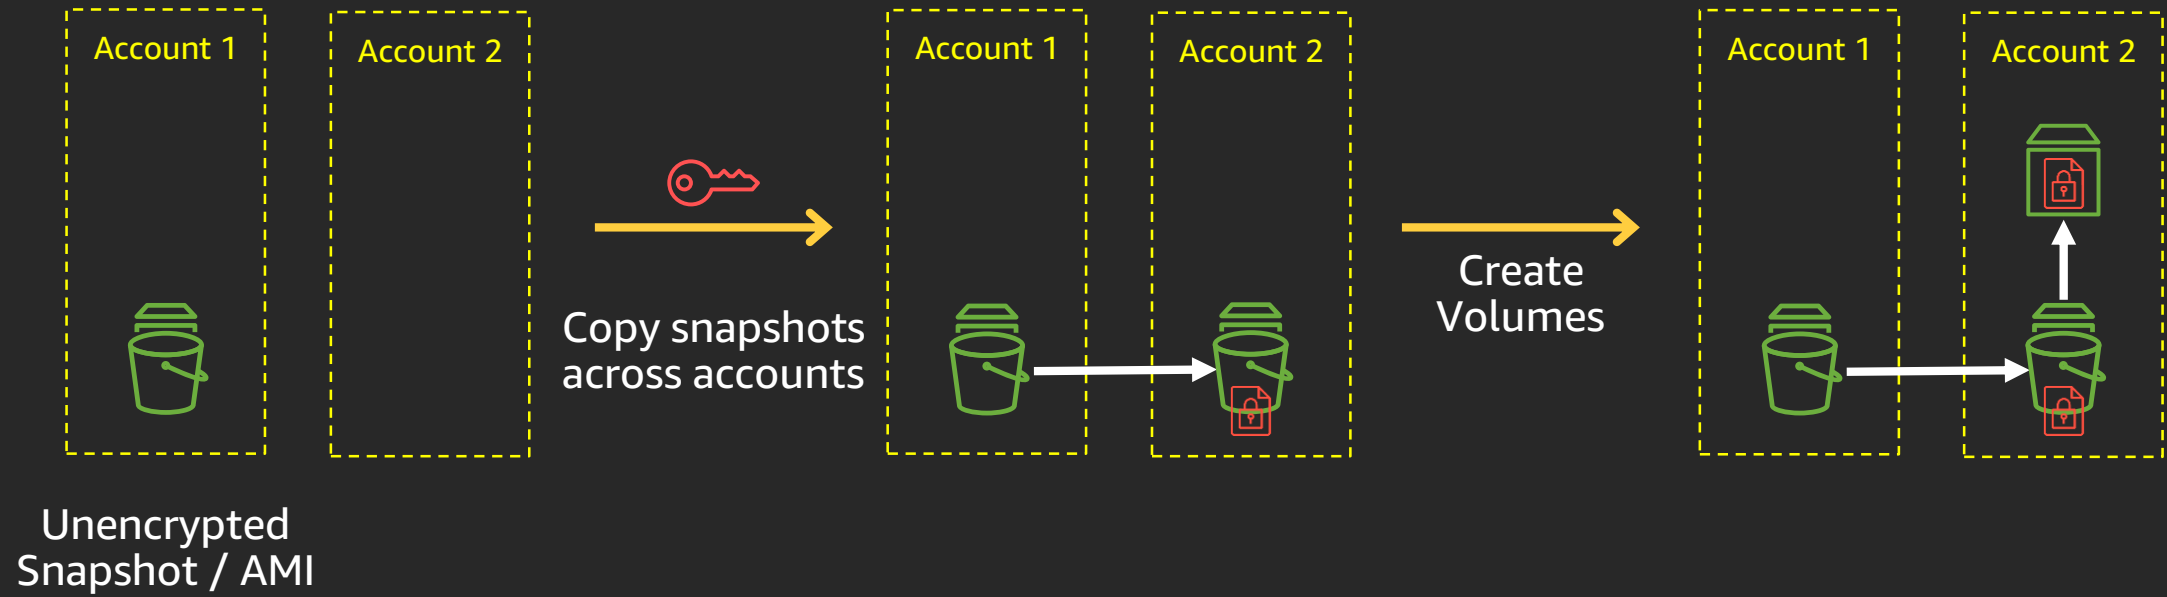 Account 1
Account 2
Unencrypted
Snapshot / AMI
Copy snapshots
across accounts
Account 1
Account 2
Create
Volumes
Account 1
Account 2